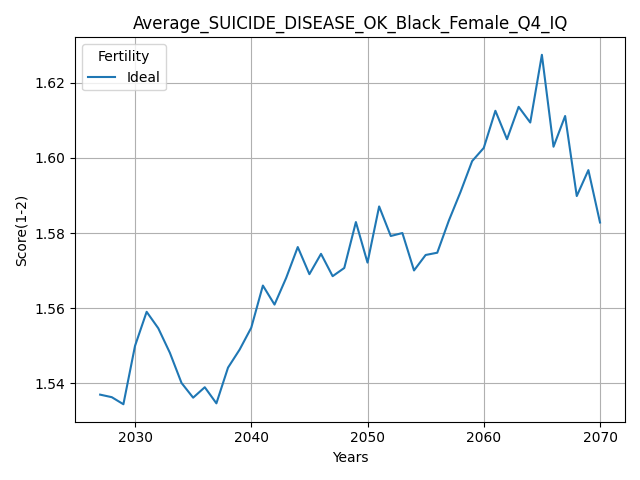 Average_SUICIDE_DISEASE_OK_Black_Female_Q4_IQ
Fertility
Ideal
Score(1-2)
1.62
1.60
1.58
1.56
1.54
2030
2040
2050
2060
2070
Years